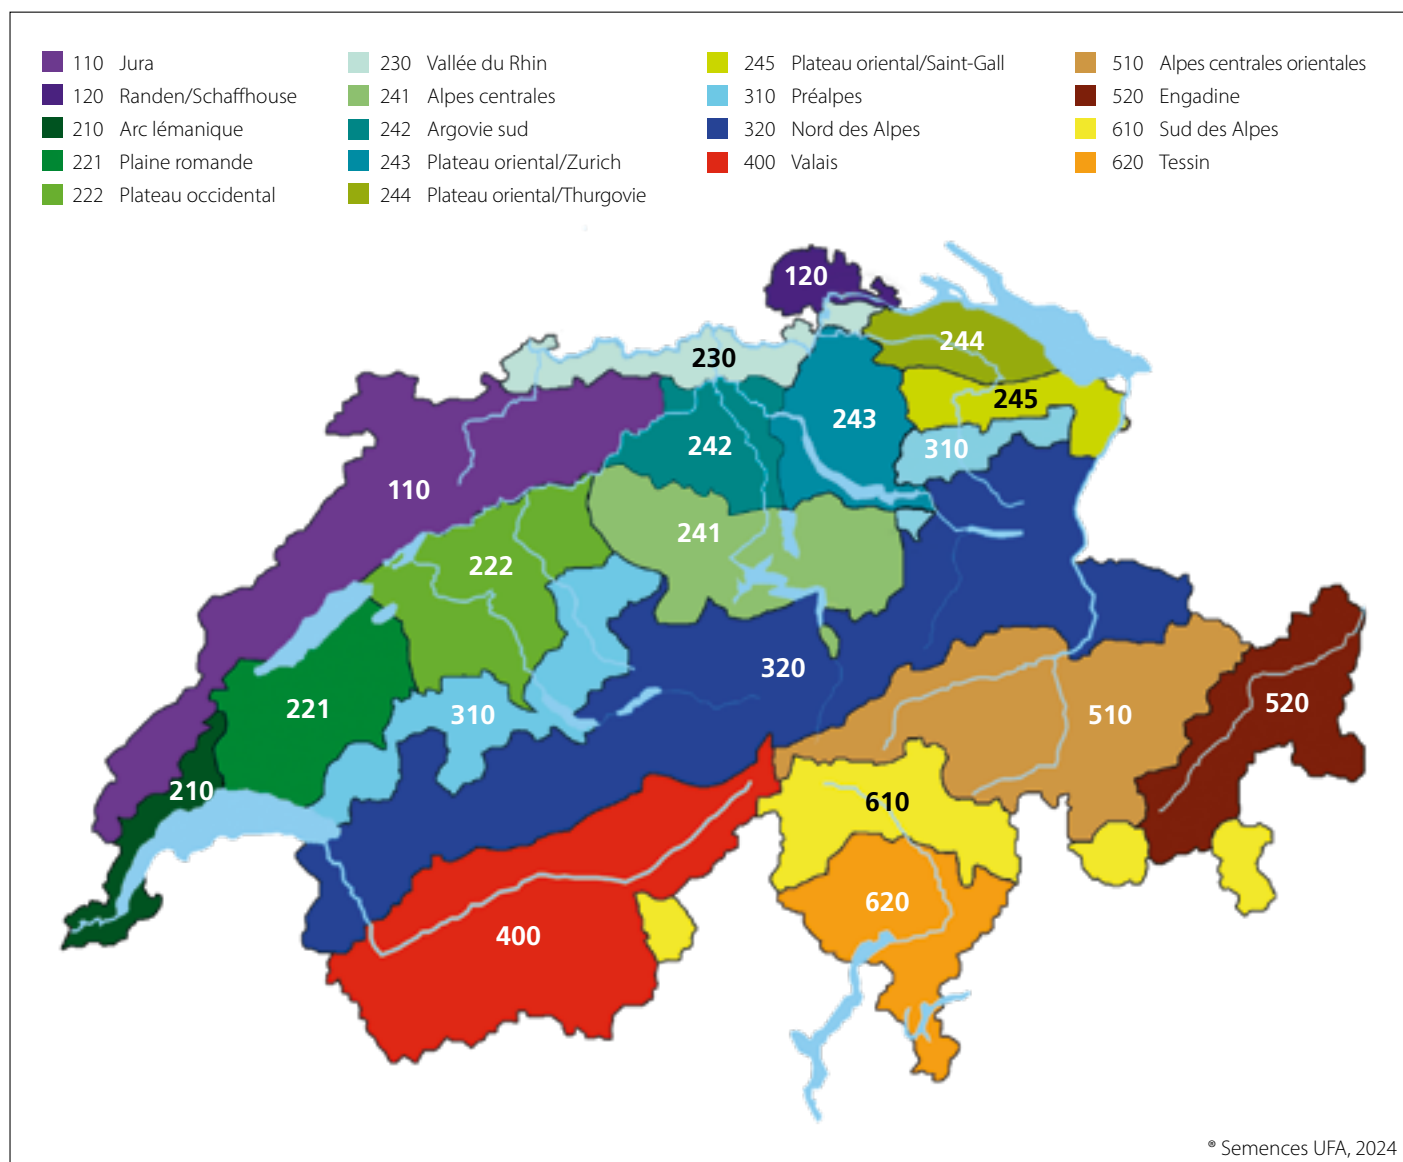 110 Jura
120 Randen/Schaffhouse
210 Arc lémanique
221 Plaine romande
222 Plateau occidental
230 Vallée du Rhin
241 Alpes centrales
242 Argovie sud
243 Plateau oriental/Zurich
244 Plateau oriental/Thurgovie
245 Plateau oriental/Saint-Gall
310 Préalpes
320 Nord des Alpes
400 Valais
510 Alpes centrales orientales
520 Engadine
610 Sud des Alpes
620 Tessin
120
244
230
245
243
242
310
110
241
222
320
221
310
510
520
210
610
620
400
® Semences UFA, 2024